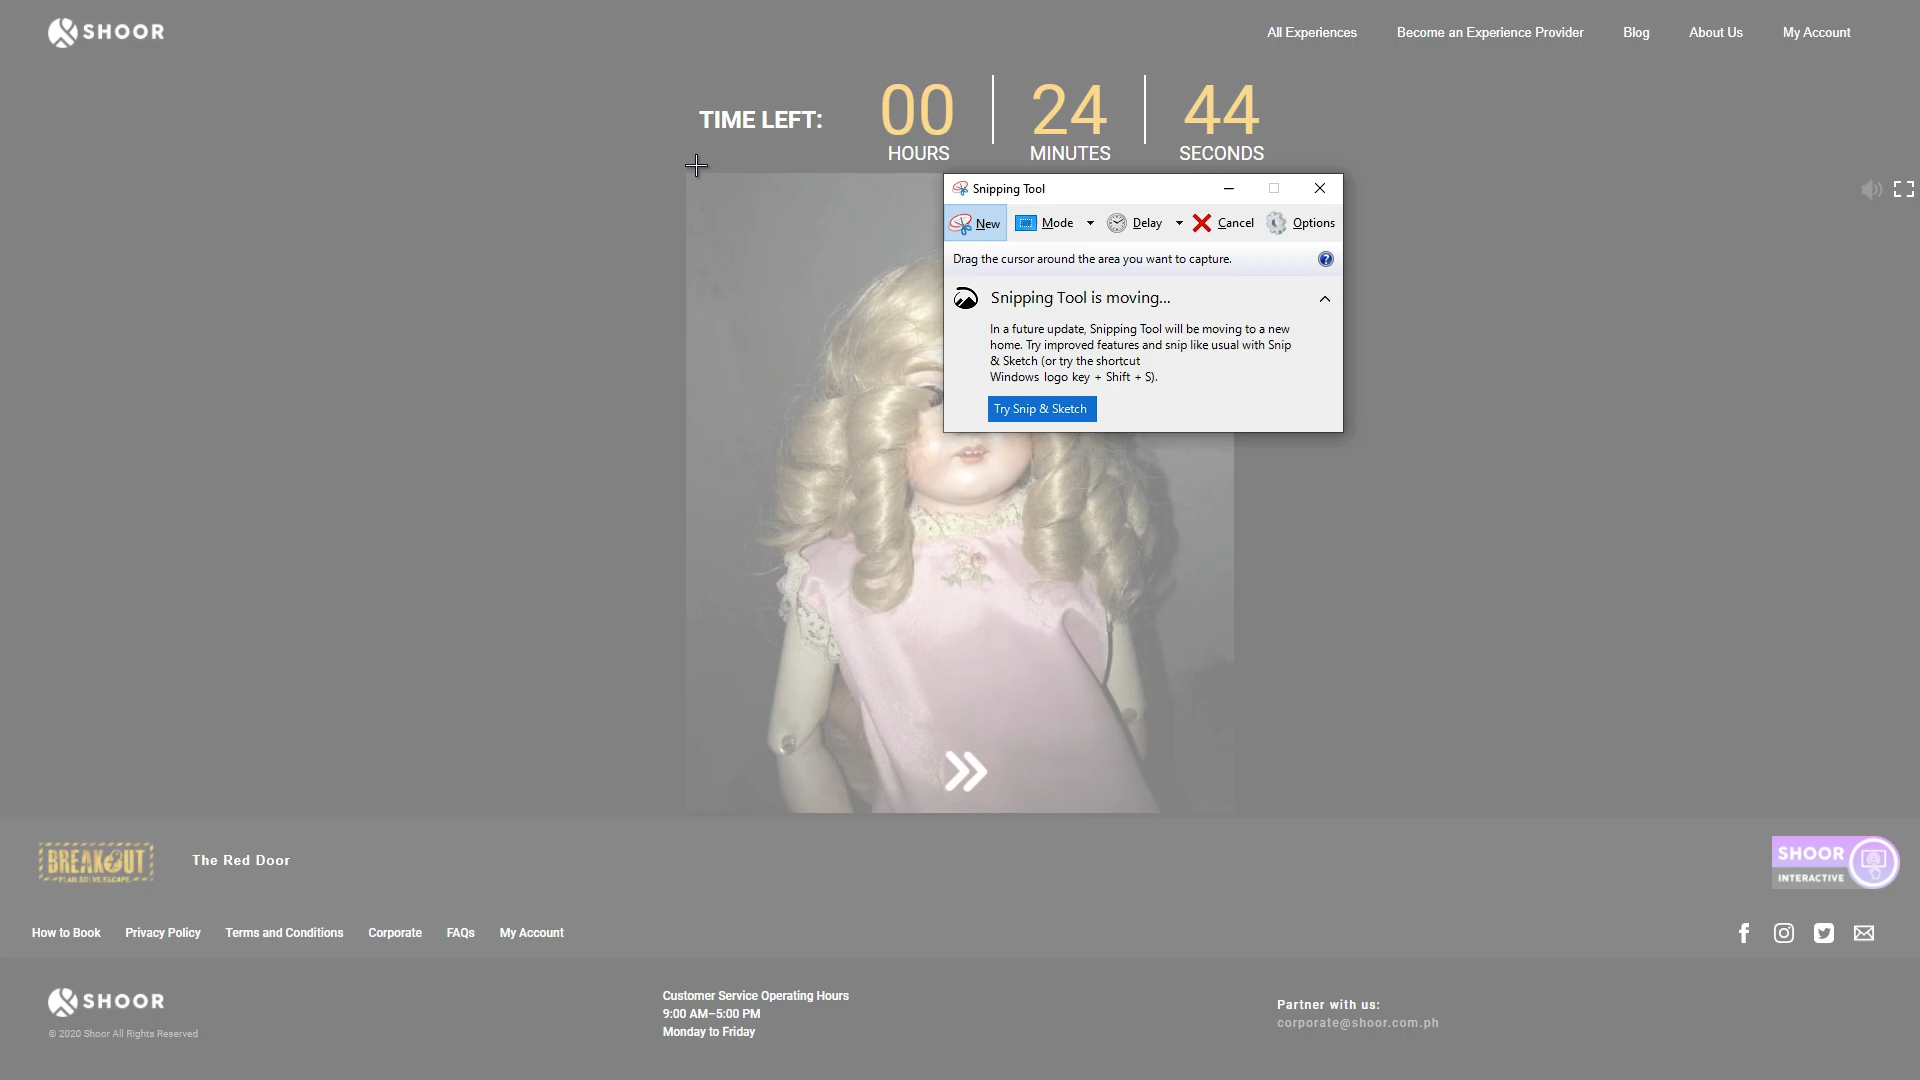 SHOOR
All Experiences
Become an Experience Provider
Blog
About Us
My Account
TIME LEFT:
00
24
44
HOURS
MINUTES
SECONDS
Snipping Tool
New
Mode
Delay
Cancel
Options
Drag the cursor around the area you want to capture.
Snipping Tool is moving...
In a future update, Snipping Tool will be moving to a new
home. Try improved features and snip like usual with Snip
& Sketch (or try the shortcut
Windows logo key + Shift + S).
Try Snip & Sketch
BREAKOUT
PLAN.SOLVE.ESCAPE
The Red Door
SHOOR
INTERACTIVE
How to Book
Privacy Policy
Terms and Conditions
Corporate
FAQs
My Account
SHOOR
© 2020 Shoor All Rights Reserved
Customer Service Operating Hours
9:00 AM–5:00 PM
Monday to Friday
Partner with us:
corporate@shoor.com.ph